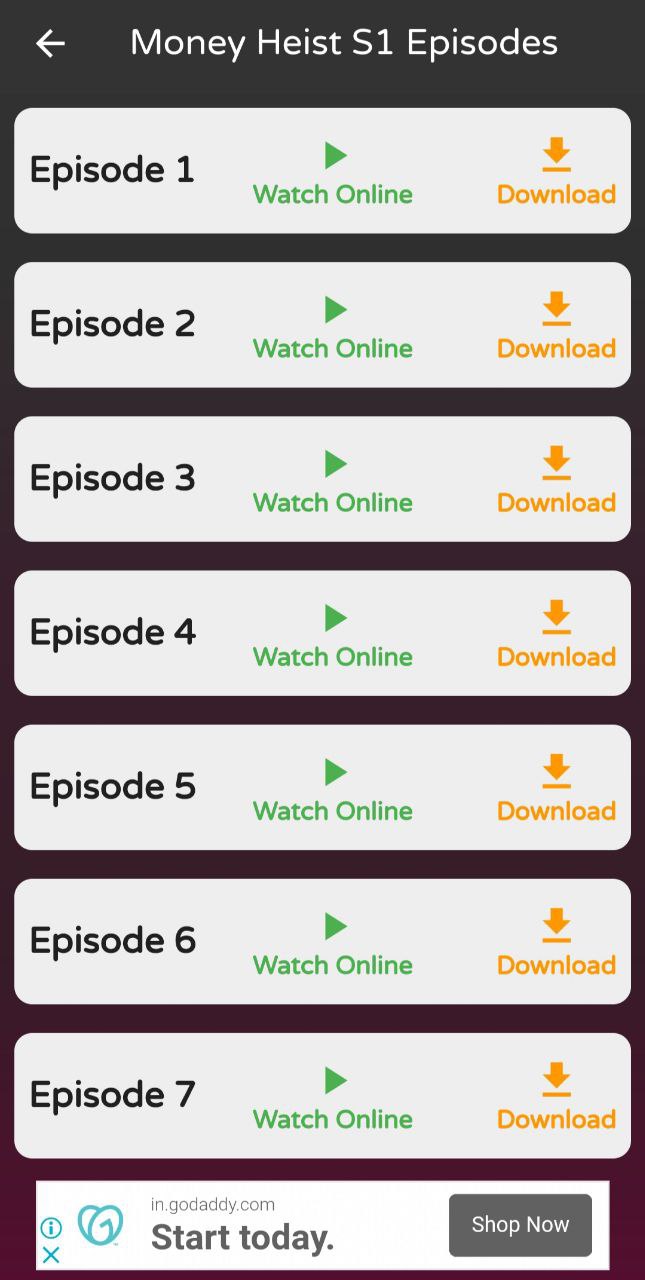 Money Heist S1 Episodes
Episode 1
Watch Online
Download
Episode 2
Watch Online
Download
Episode 3
Watch Online
Download
Episode 4
Watch Online
Download
Episode 5
Watch Online
Download
Episode 6
Watch Online
Download
Episode 7
Watch Online
Download
in.godaddy.com
Start today.
Shop Now